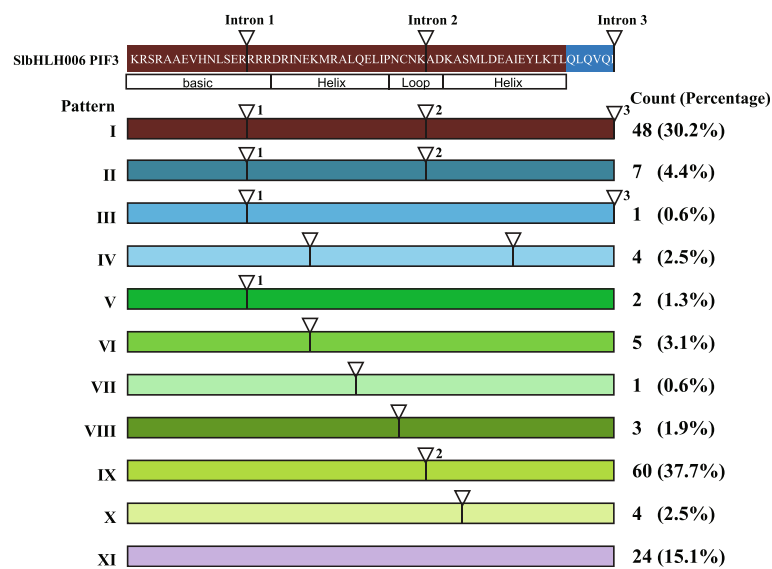 Intron 1 Intron 2 Intron 3
SlbHLH006 PIF3 KRSRAAEVHNLSERRRRDRINEKMRALQELIPNCNKADKASMLDEAIEYLKTLQLQVQI
basic Helix Loop Helix
Pattern Count (Percentage)
1 2 3
I 48 (30.2%)
1 2
II 7 (4.4%)
1 3
III 1 (0.6%)
IV 4 (2.5%)
1
V 2 (1.3%)
VI 5 (3.1%)
VII 1 (0.6%)
VIII 3 (1.9%)
2
IX 60 (37.7%)
X 4 (2.5%)
XI 24 (15.1%)